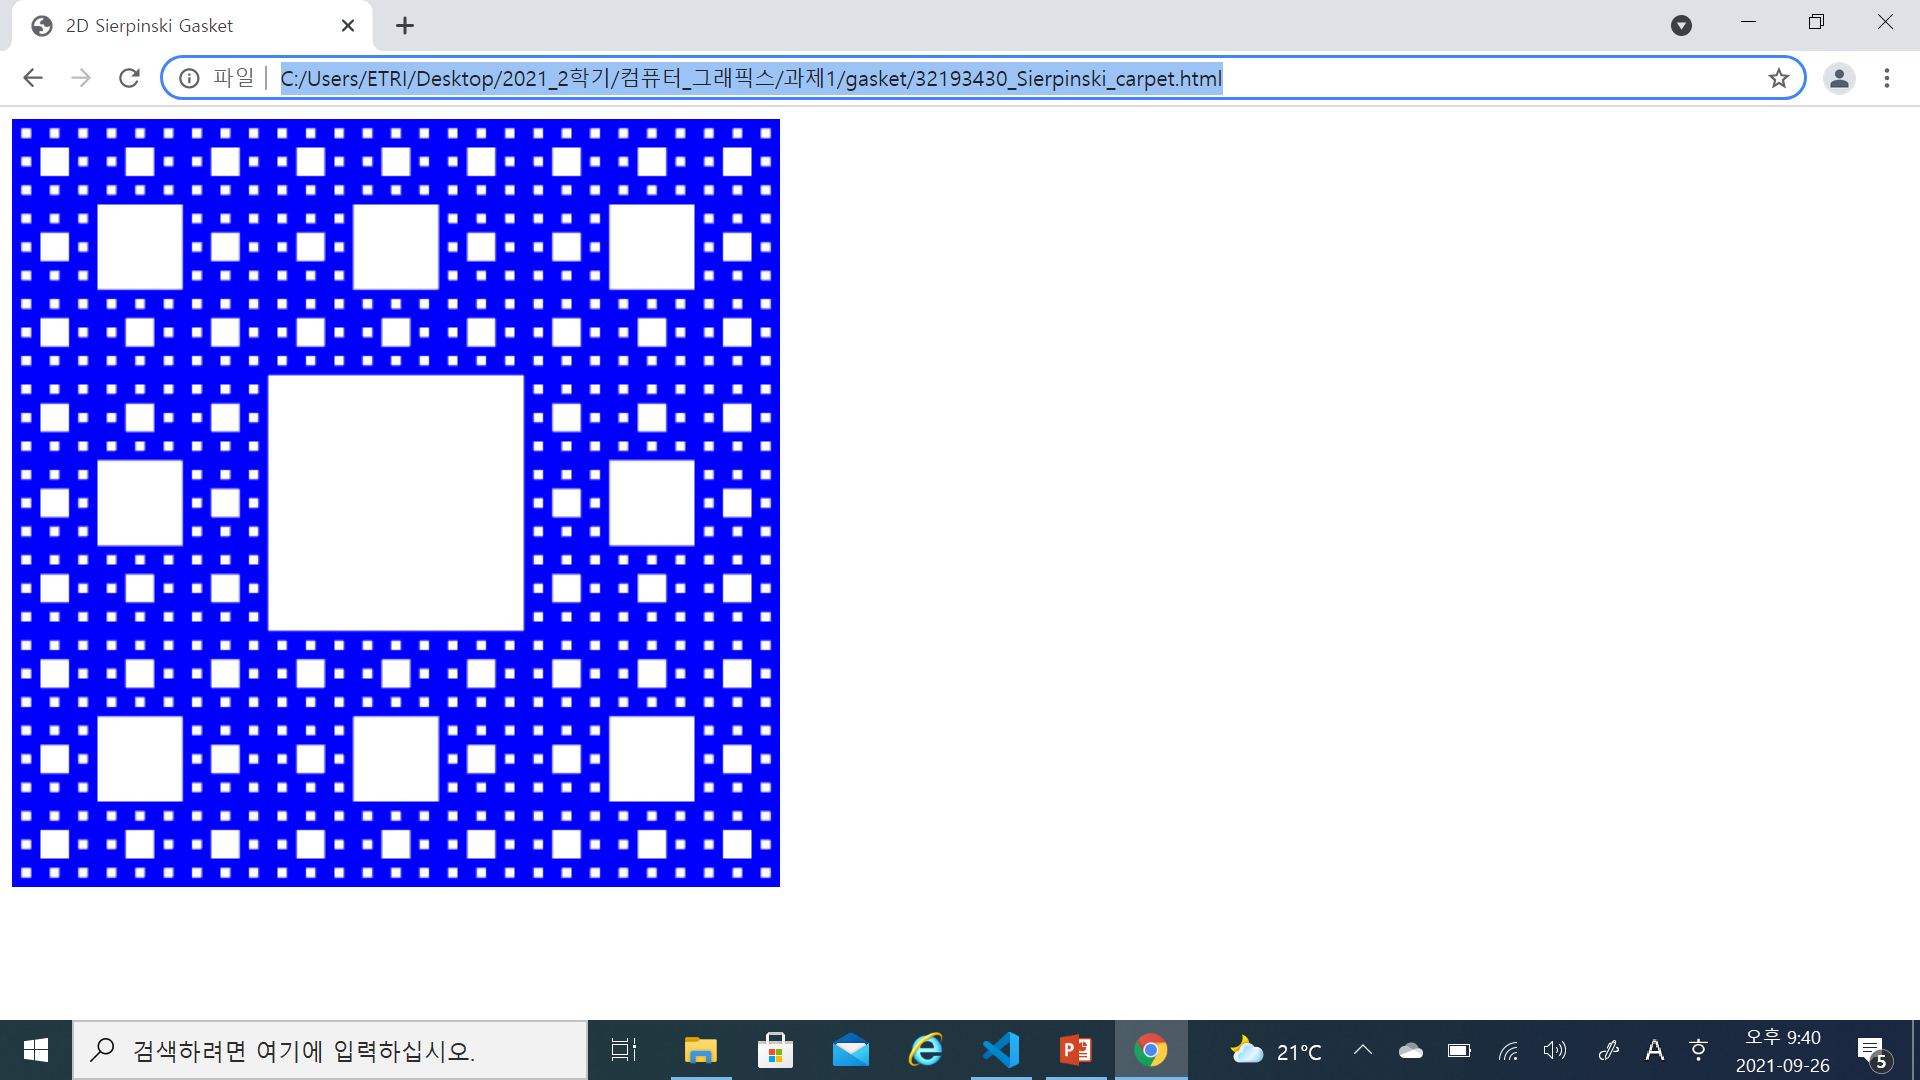 2D Sierpinski Gasket
파일 C:/Users/ETRI/Desktop/2021_2학기/컴퓨터_그래픽스/과제1/gasket/32193430_Sierpinski_carpet.html
검색하려면 여기에 입력하십시오.
21°C
A
오후 9:40
2021-09-26
5